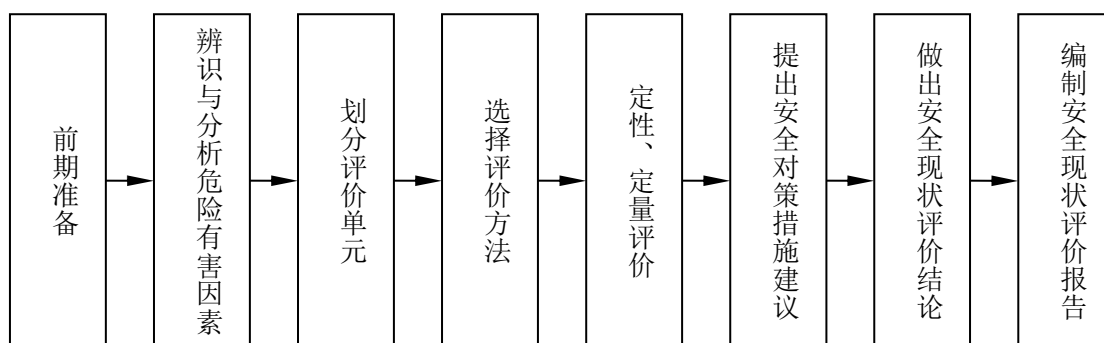 前期准备
辨识与分析危险有害因素
划分评价单元
选择评价方法
定性、定量评价
提出安全对策措施建议
做出安全现状评价结论
编制安全现状评价报告